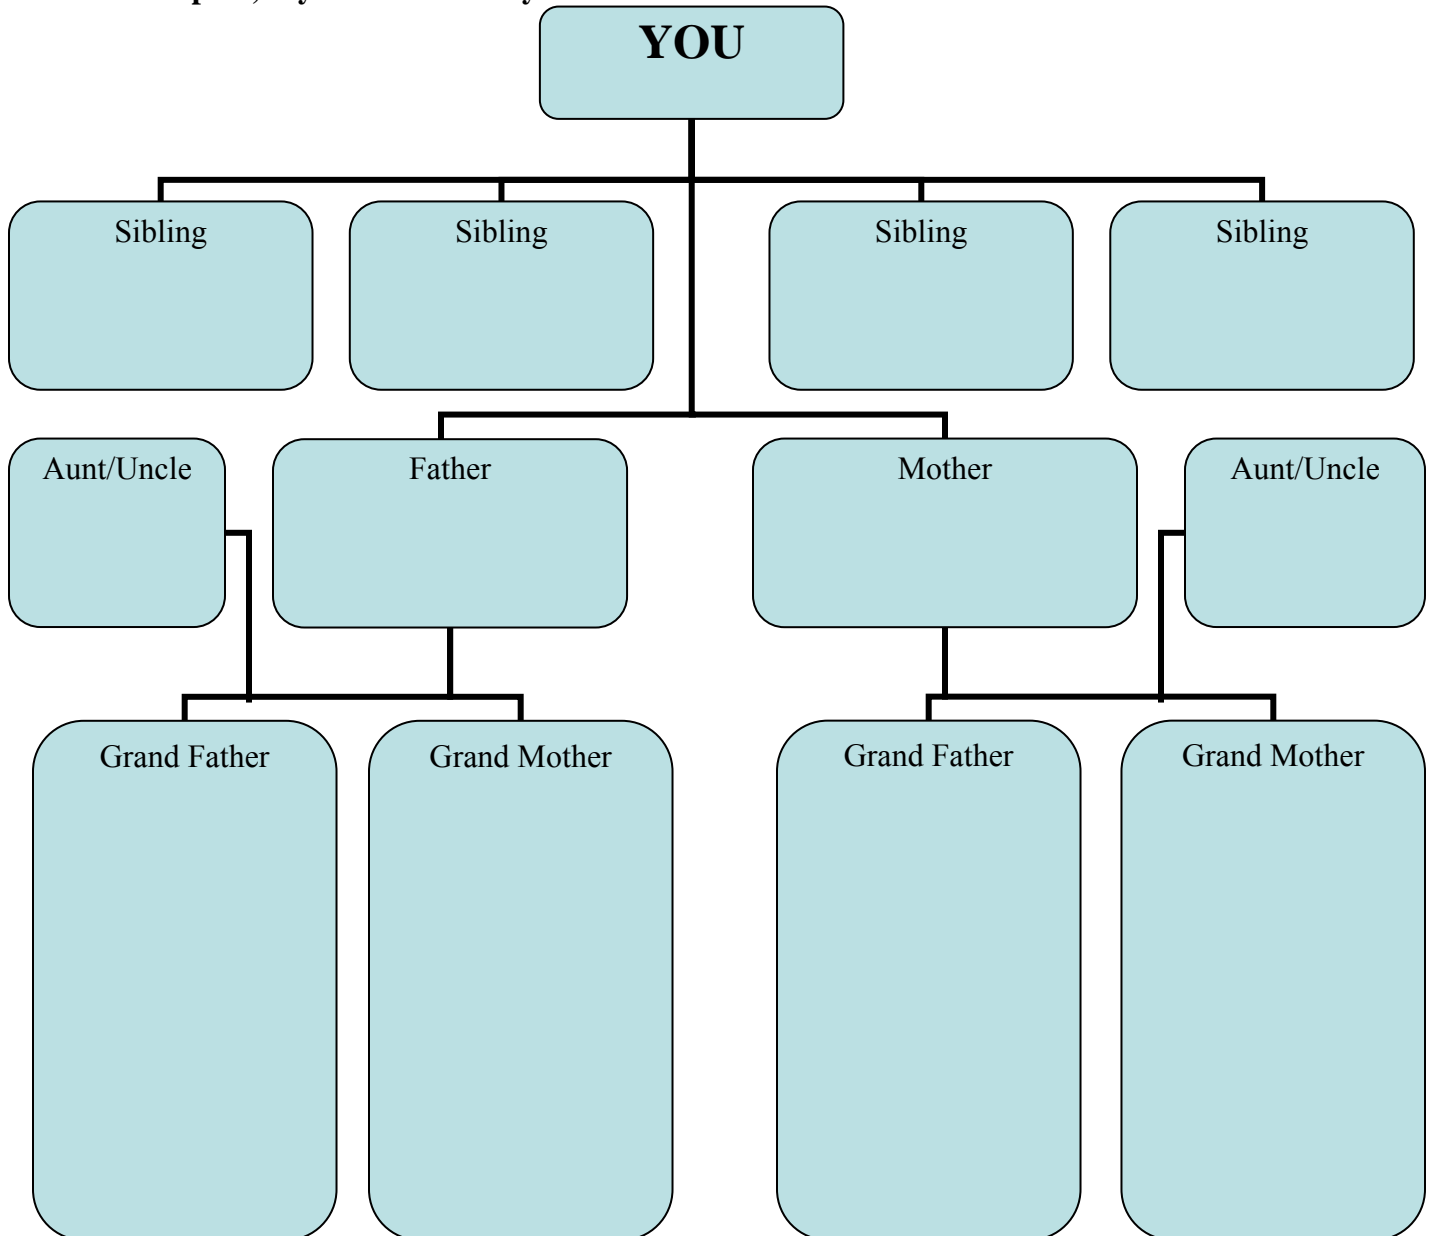 YOU
Sibling Sibling Sibling Sibling
Aunt/Uncle Father Mother Aunt/Uncle
Grand Father Grand Mother Grand Father Grand Mother